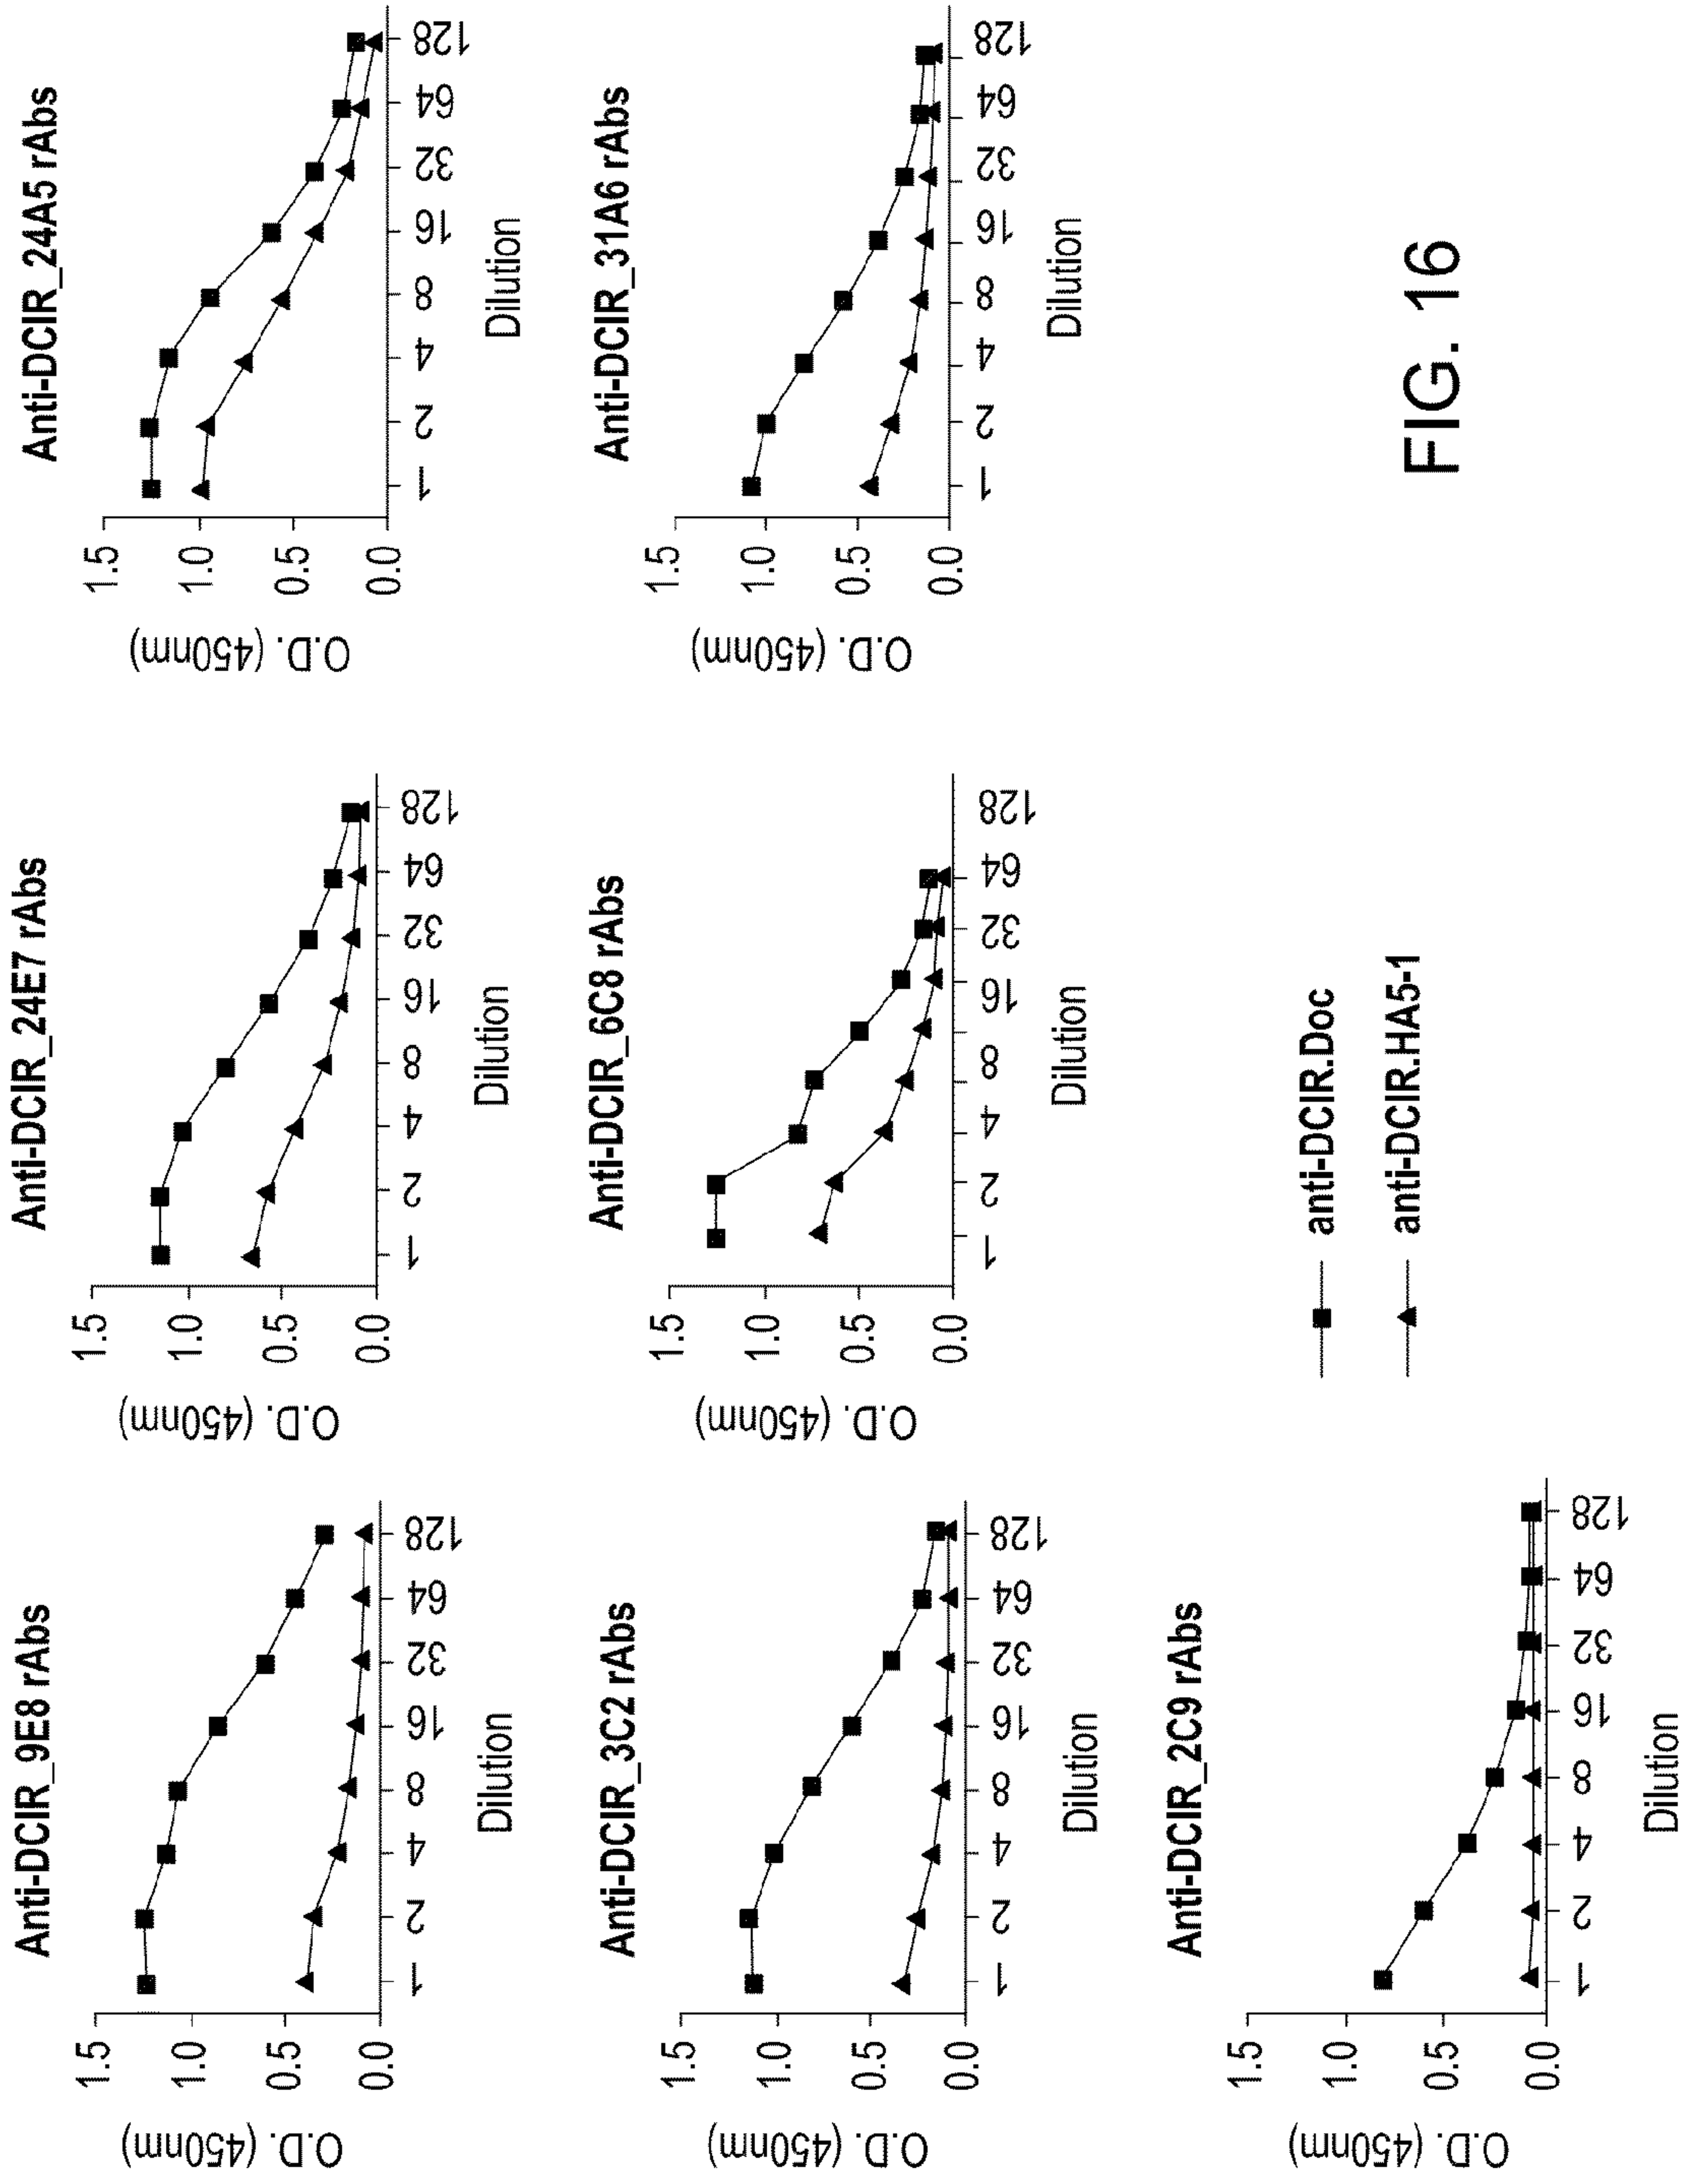 Anti-DCIR_9E8 rAbs
O.D. (450nm)
1.5
1.0
0.5
0.0
1 2 4 8 16 32 64 128
Dilution
Anti-DCIR_24E7 rAbs
O.D. (450nm)
1.5
1.0
0.5
0.0
1 2 4 8 16 32 64 128
Dilution
Anti-DCIR_24A5 rAbs
O.D. (450nm)
1.5
1.0
0.5
0.0
1 2 4 8 16 32 64 128
Dilution
Anti-DCIR_3C2 rAbs
O.D. (450nm)
1.5
1.0
0.5
0.0
1 2 4 8 16 32 64 128
Dilution
Anti-DCIR_6C8 rAbs
O.D. (450nm)
1.5
1.0
0.5
0.0
1 2 4 8 16 32 64 128
Dilution
Anti-DCIR_31A6 rAbs
O.D. (450nm)
1.5
1.0
0.5
0.0
1 2 4 8 16 32 64 128
Dilution
Anti-DCIR_2C9 rAbs
O.D. (450nm)
1.5
1.0
0.5
0.0
1 2 4 8 16 32 64 128
Dilution
anti-DCIR.Doc
anti-DCIR.HA5-1
FIG. 16